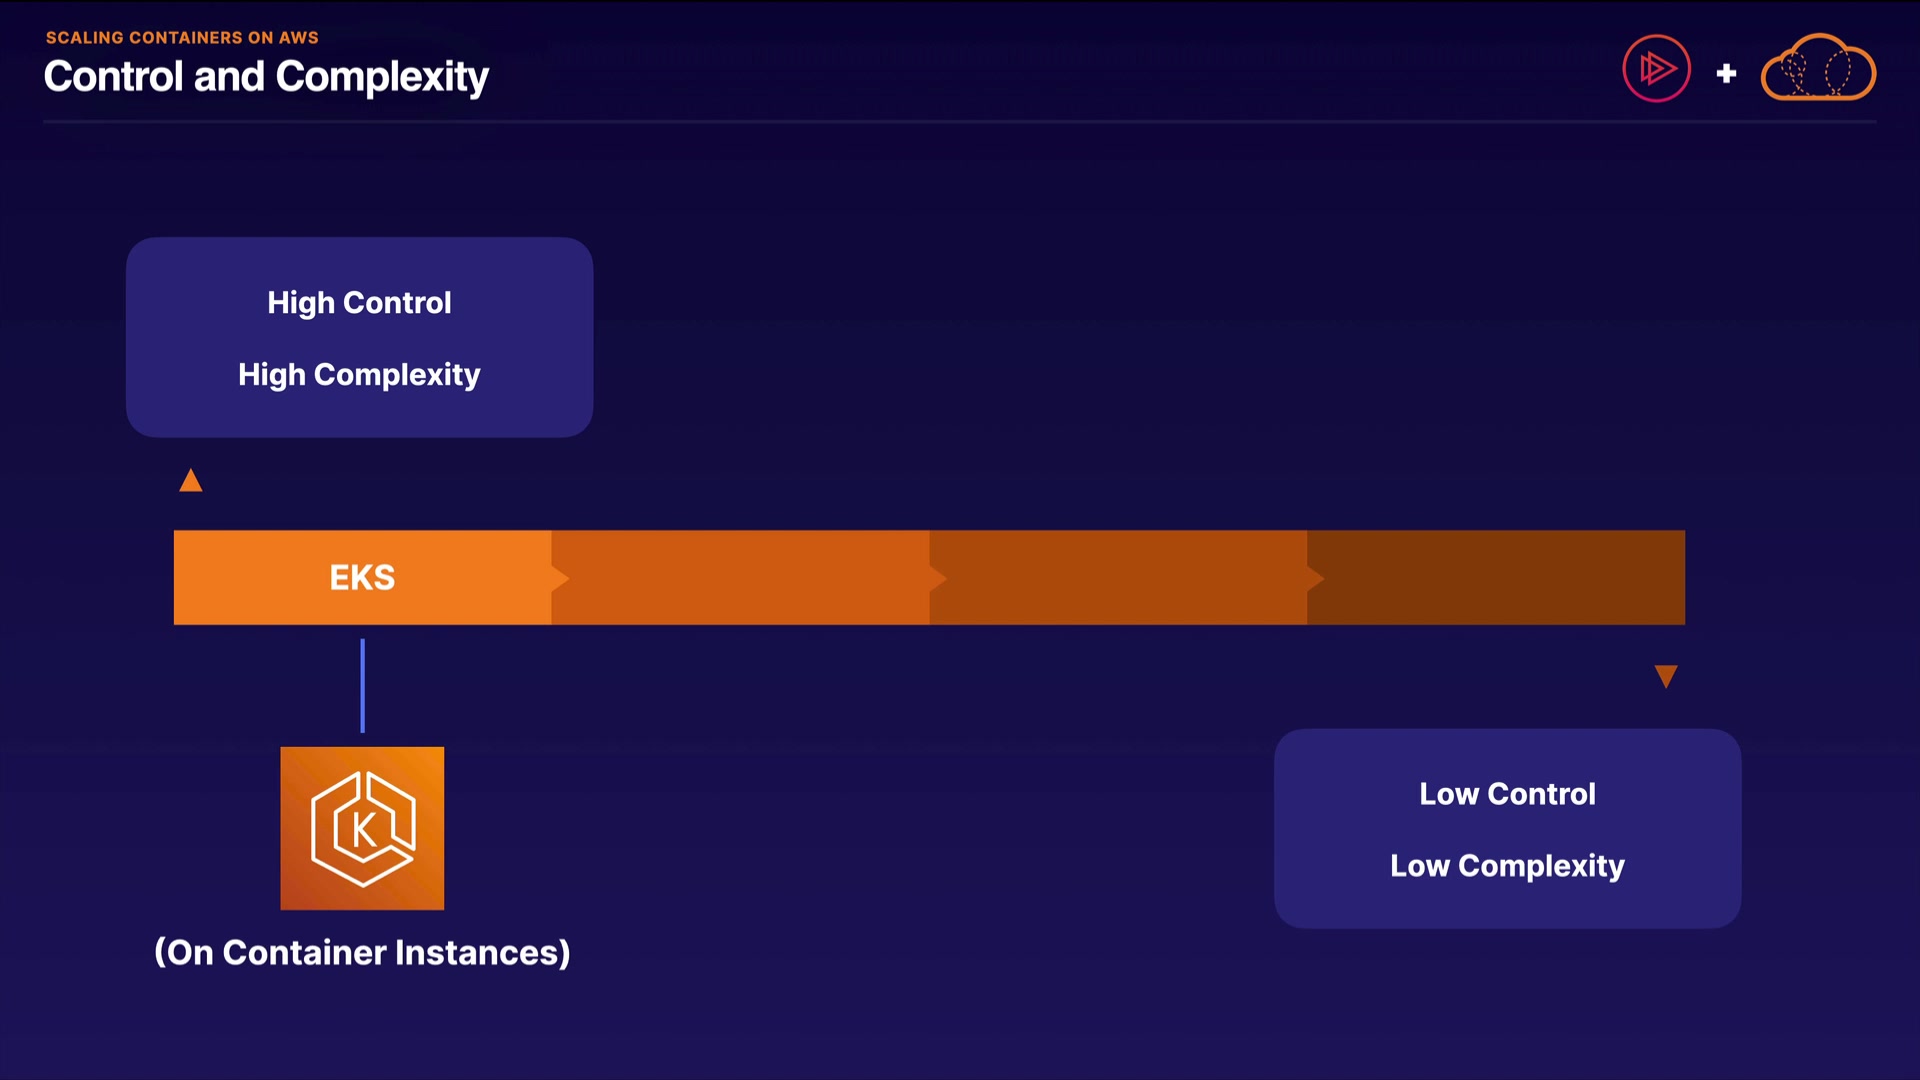 SCALING CONTAINERS ON AWS
Control and Complexity
High Control
High Complexity
EKS
K
(On Container Instances)
Low Control
Low Complexity